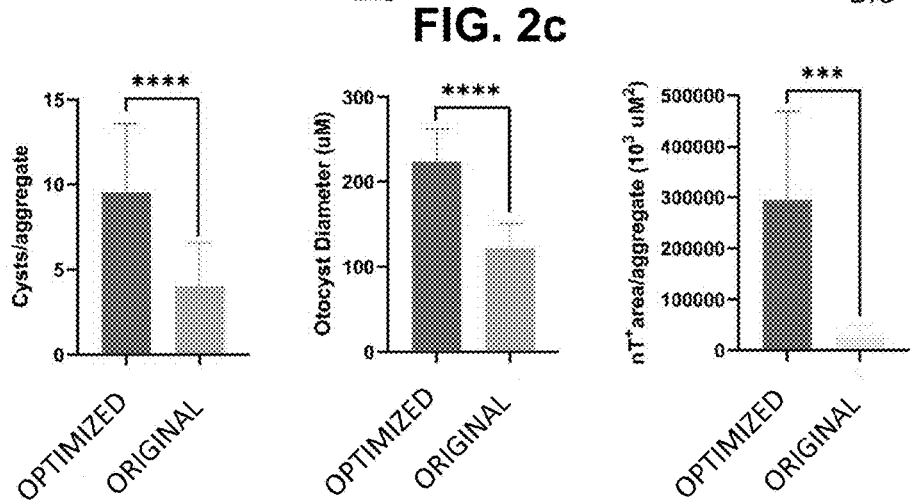 FIG. 2c
****
15
10
5
0
Cysts/aggregate
OPTIMIZED
ORIGINAL
****
300
200
100
0
Otocyst Diameter (uM)
OPTIMIZED
ORIGINAL
***
500000
400000
300000
200000
100000
0
nT⁺area/aggregate (10³ uM²)
OPTIMIZED
ORIGINAL